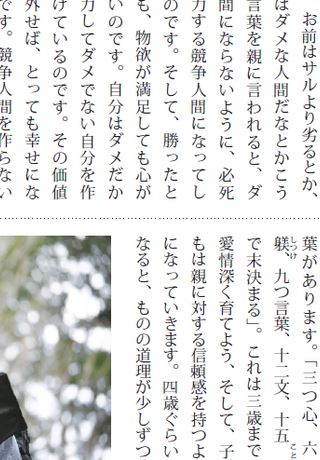 お前はサルより劣るとか、
はダメな人間だなとかこう
言葉を親に言われると、ダ
間にならないように、必死
力する競争人間になってし
のです。そして、勝ったと
も、物欲が満足しても心が
いのです。自分はダメだか
力してダメでない自分を作
けているのです。その価値
外せば、とっても幸せにな
です。競争人間を作らない
葉があります。「三つ心、六
しつけ こと
躾、九つ言葉、十二文、十五
で末決まる」。これは三歳まで
愛情深く育てよう、そして、子
もは親に対する信頼感を持つよ
になっていきます。四歳ぐらい
なると、ものの道理が少しずつ